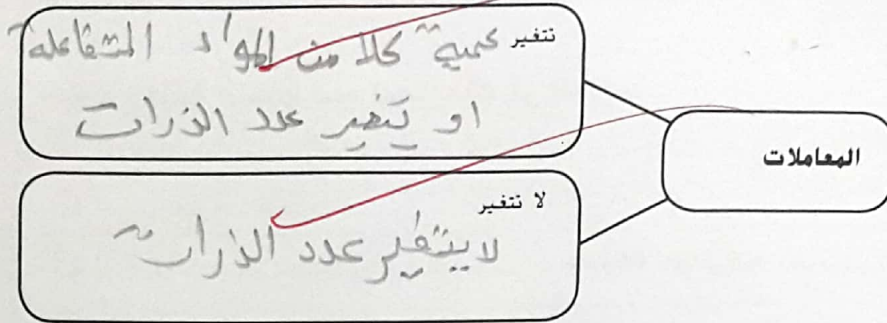 تتغير
كمية كلا من المواد المتفاعلة
او يتغير عدد الذرات
المعاملات
لا تتغير
لا يتغير عدد الذرات